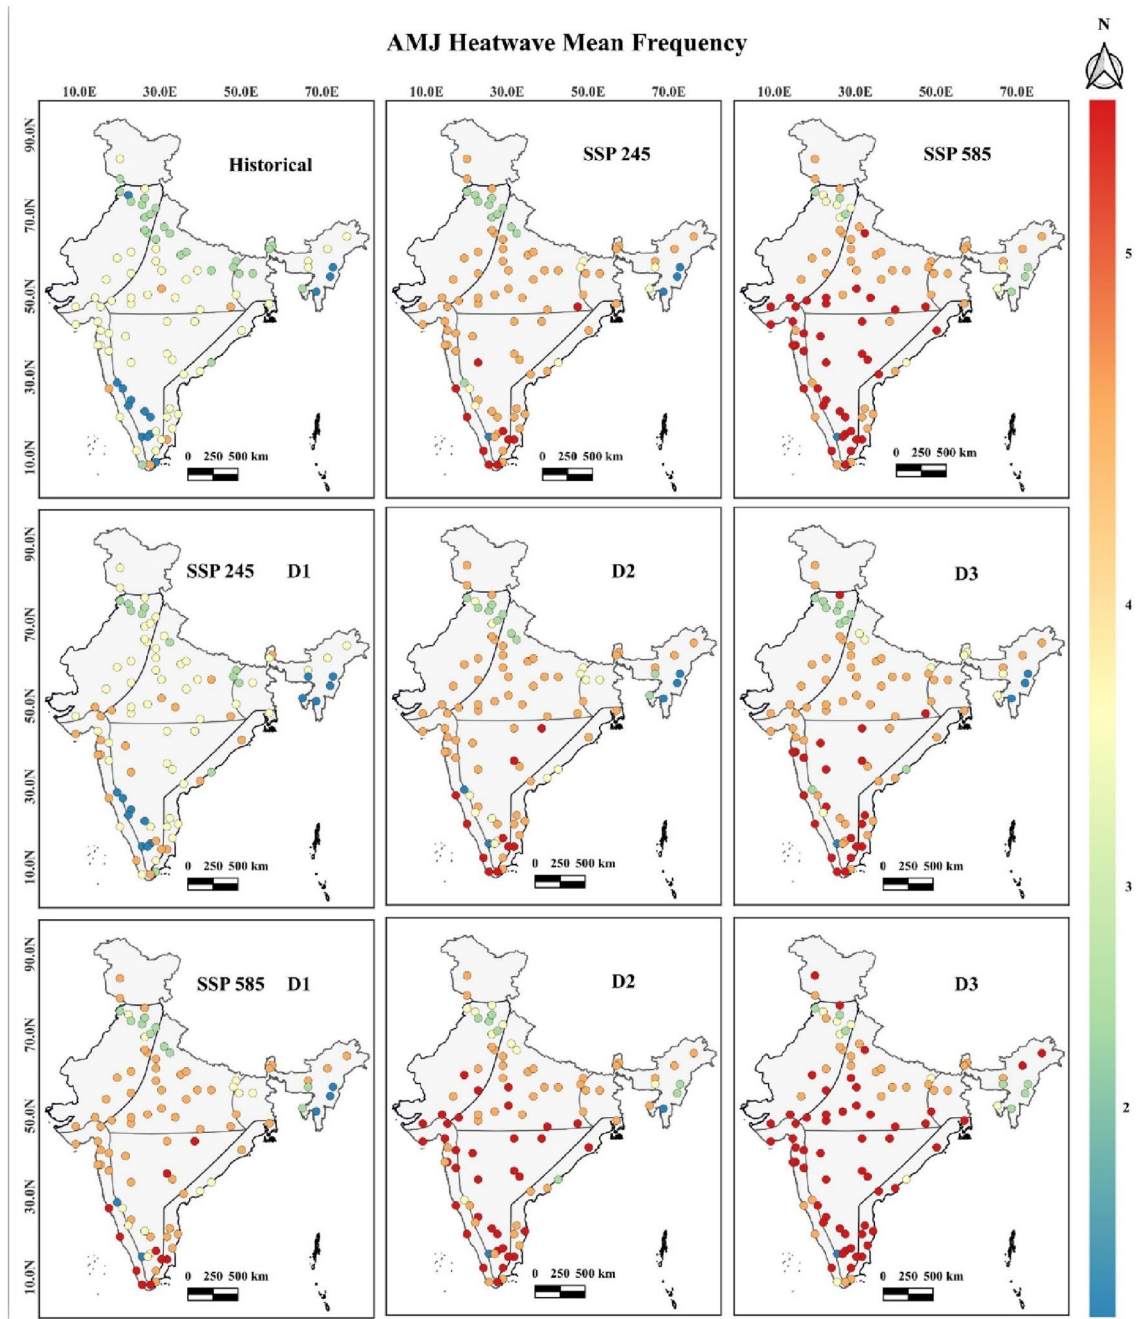 AMJ Heatwave Mean Frequency
N
10.0E 30.0E 50.0E 70.0E 10.0E 30.0E 50.0E 70.0E 10.0E 30.0E 50.0E 70.0E
90.0N
70.0N
50.0N
30.0N
10.0N
Historical
0 250 500 km
SSP 245
0 250 500 km
SSP 585
0 250 500 km
90.0N
70.0N
50.0N
30.0N
10.0N
SSP 245 D1
0 250 500 km
D2
0 250 500 km
D3
0 250 500 km
90.0N
70.0N
50.0N
30.0N
10.0N
SSP 585 D1
0 250 500 km
D2
0 250 500 km
D3
0 250 500 km
5
4
3
2